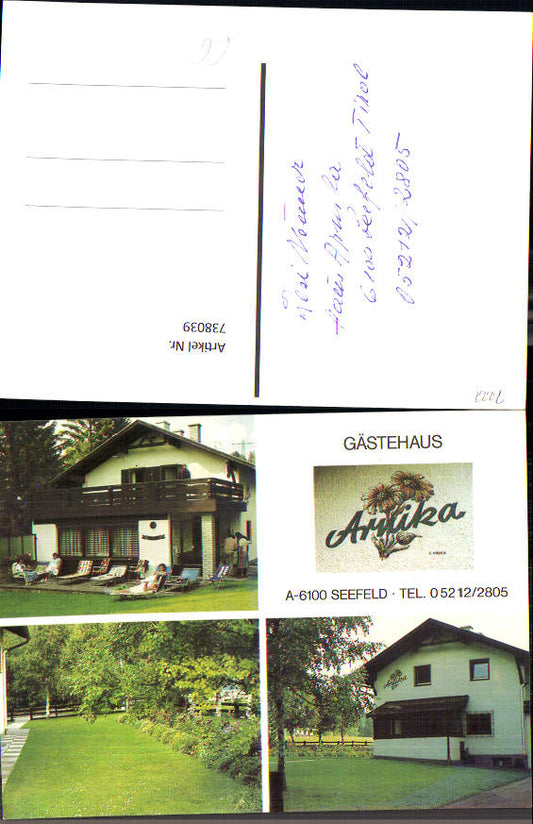 Haus Arnika
6100 Seefeld Tirol
05212/2805
Artikel Nr.
738039
GÄSTEHAUS
Arnika
A-6100 SEEFELD · TEL. 05212/2805